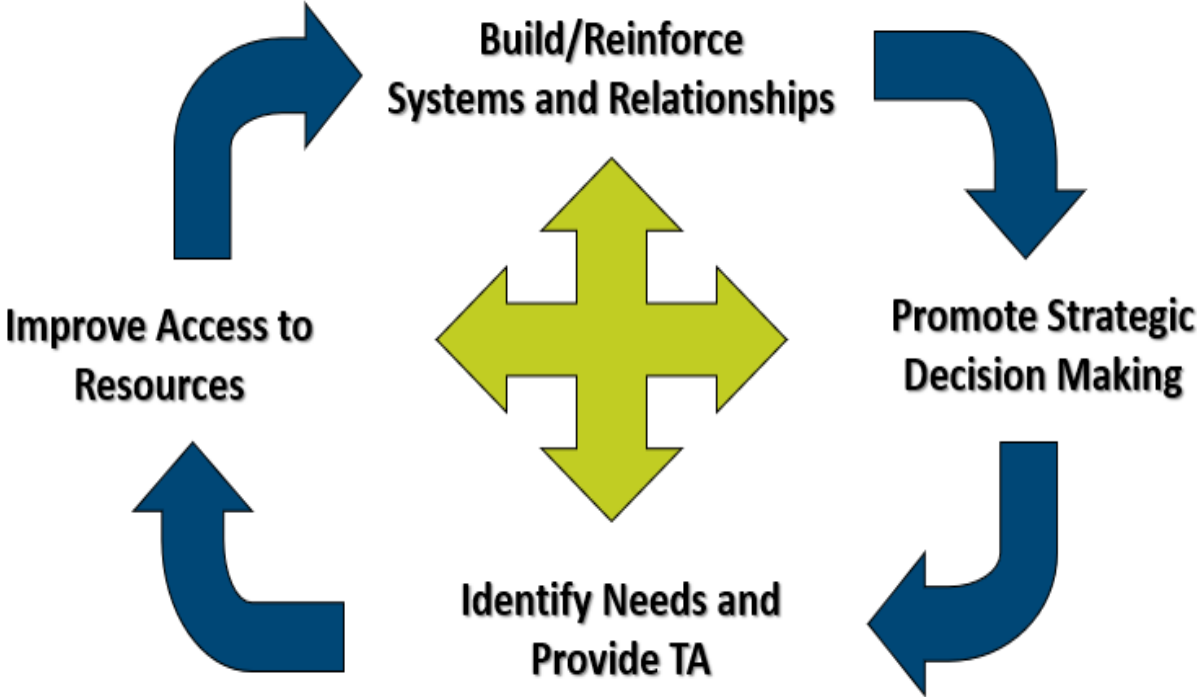 Build/Reinforce
Systems and Relationships
Improve Access to
Resources
Promote Strategic
Decision Making
Identify Needs and
Provide TA